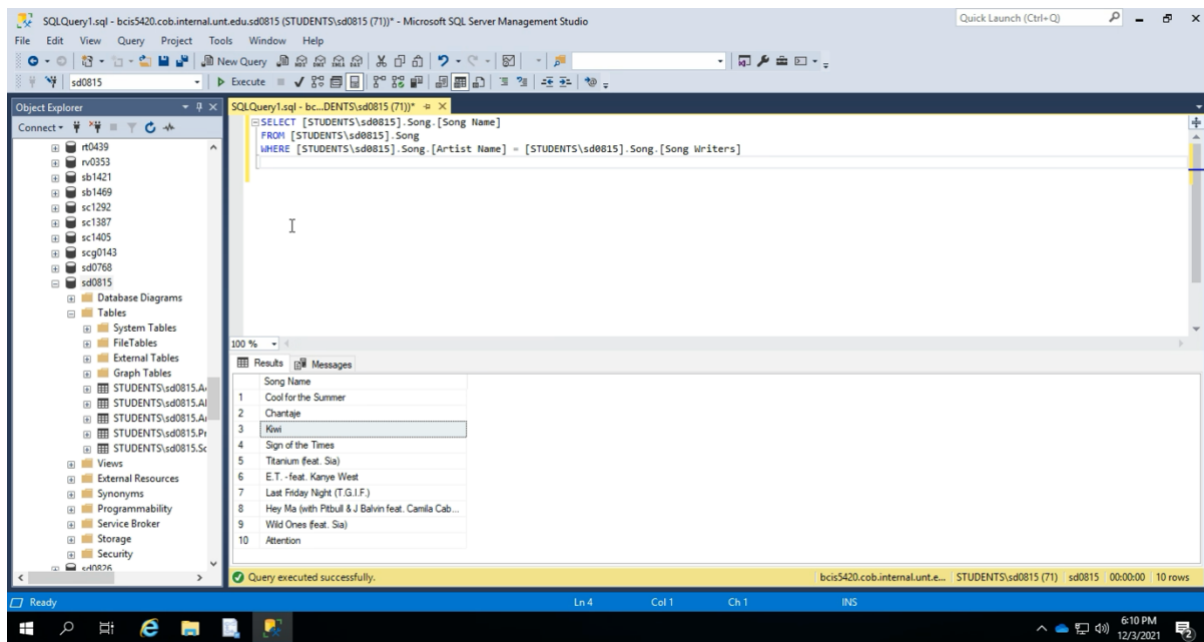 SQLQuery1.sql - bcis5420.cob.internal.unt.edu.sd0815 (STUDENTS\sd0815 (71))* - Microsoft SQL Server Management Studio
Quick Launch (Ctrl+Q)
File Edit View Query Project Tools Window Help
New Query
sd0815
Execute
Object Explorer
SQLQuery1.sql - bc...DENTS\sd0815 (71))*
Connect
SELECT [STUDENTS\sd0815].Song.[Song Name]
FROM [STUDENTS\sd0815].Song
WHERE [STUDENTS\sd0815].Song.[Artist Name] = [STUDENTS\sd0815].Song.[Song Writers]
rt0439
rv0353
sb1421
sb1469
sc1292
sc1387
sc1405
scg0143
sd0768
sd0815
Database Diagrams
Tables
System Tables
FileTables
External Tables
Graph Tables
STUDENTS\sd0815.A
STUDENTS\sd0815.Al
STUDENTS\sd0815.Ar
STUDENTS\sd0815.Pr
STUDENTS\sd0815.Sc
Views
External Resources
Synonyms
Programmability
Service Broker
Storage
Security
sd0826
100 %
Results Messages
Song Name
1 Cool for the Summer
2 Chantaje
3 Kiwi
4 Sign of the Times
5 Titanium (feat. Sia)
6 E.T. - feat. Kanye West
7 Last Friday Night (T.G.I.F.)
8 Hey Ma (with Pitbull & J Balvin feat. Camila Cab...
9 Wild Ones (feat. Sia)
10 Attention
Query executed successfully.
bcis5420.cob.internal.unt.e... STUDENTS\sd0815 (71) sd0815 00:00:00 10 rows
Ready Ln 4 Col 1 Ch 1 INS
6:10 PM
12/3/2021